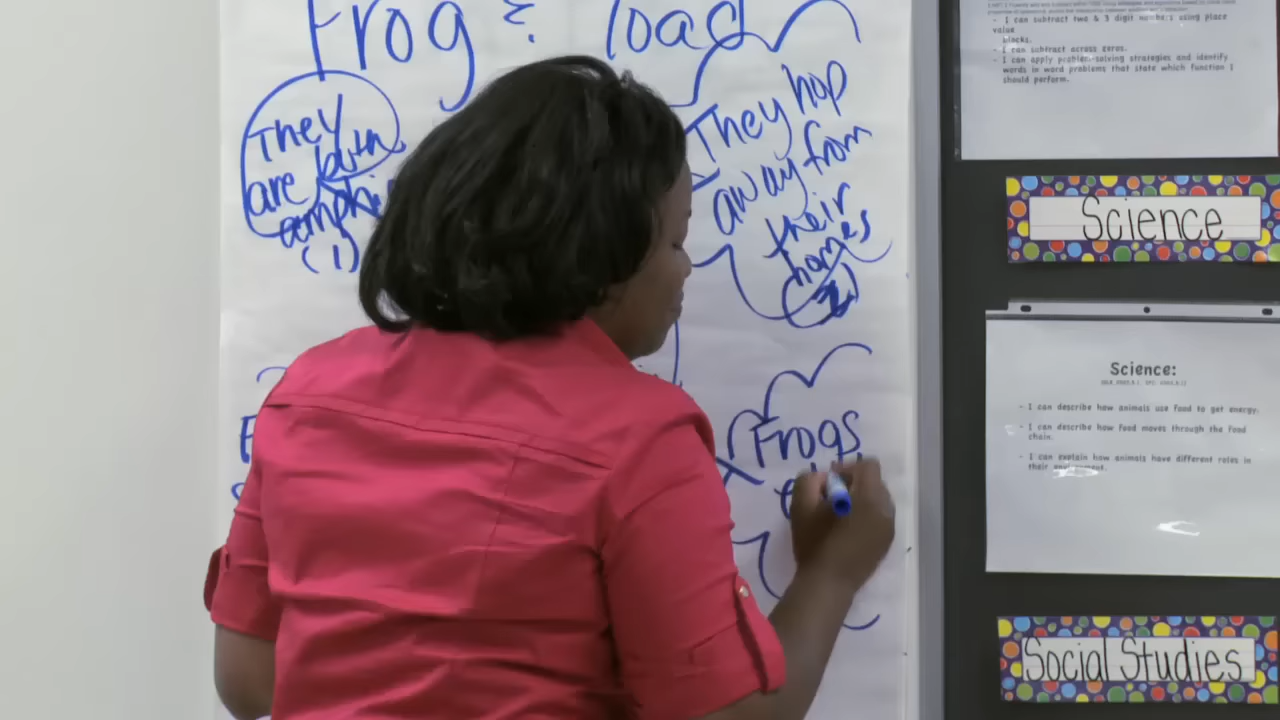 Frog & Toad
They
are both
(1)
They hop
away from
their
homes
(2)
Frogs
- I can subtract two & 3 digit numbers using place
value
blocks.
- I can subtract across zeros.
- I can apply problem-solving strategies and identify
words in word problems that state which function I
should perform.
Science
Science:
- I can describe how animals use food to get energy.
- I can describe how food moves through the food
chain.
- I can explain how animals have different roles in
their environment.
Social Studies